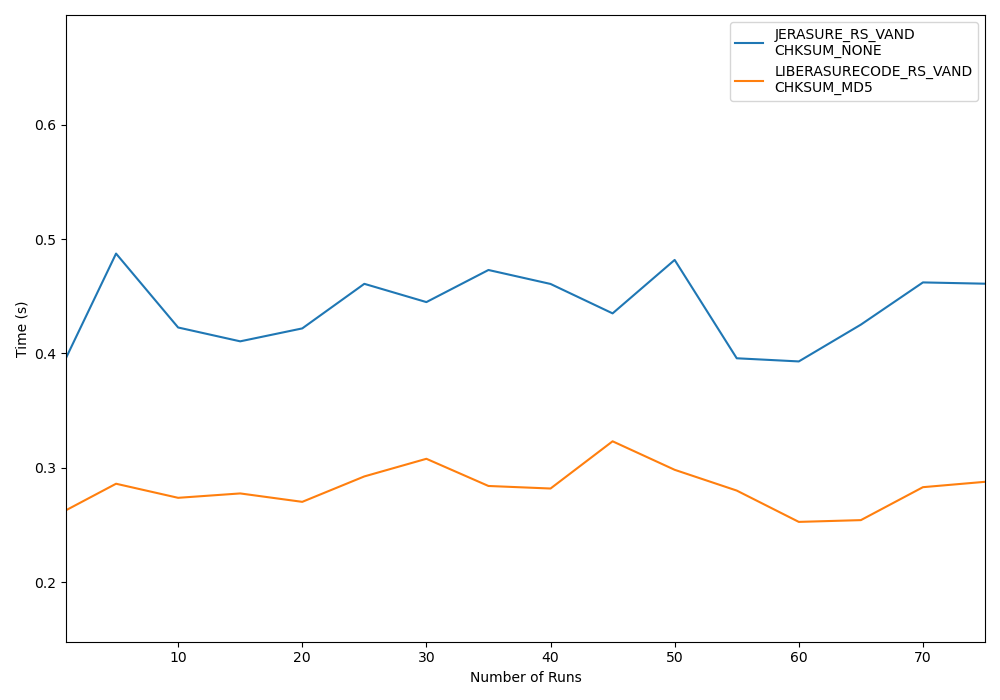 JERASURE_RS_VAND
CHKSUM_NONE
LIBERASURECODE_RS_VAND
CHKSUM_MD5
0.6
0.5
0.4
0.3
0.2
Time (s)
10 20 30 40 50 60 70
Number of Runs